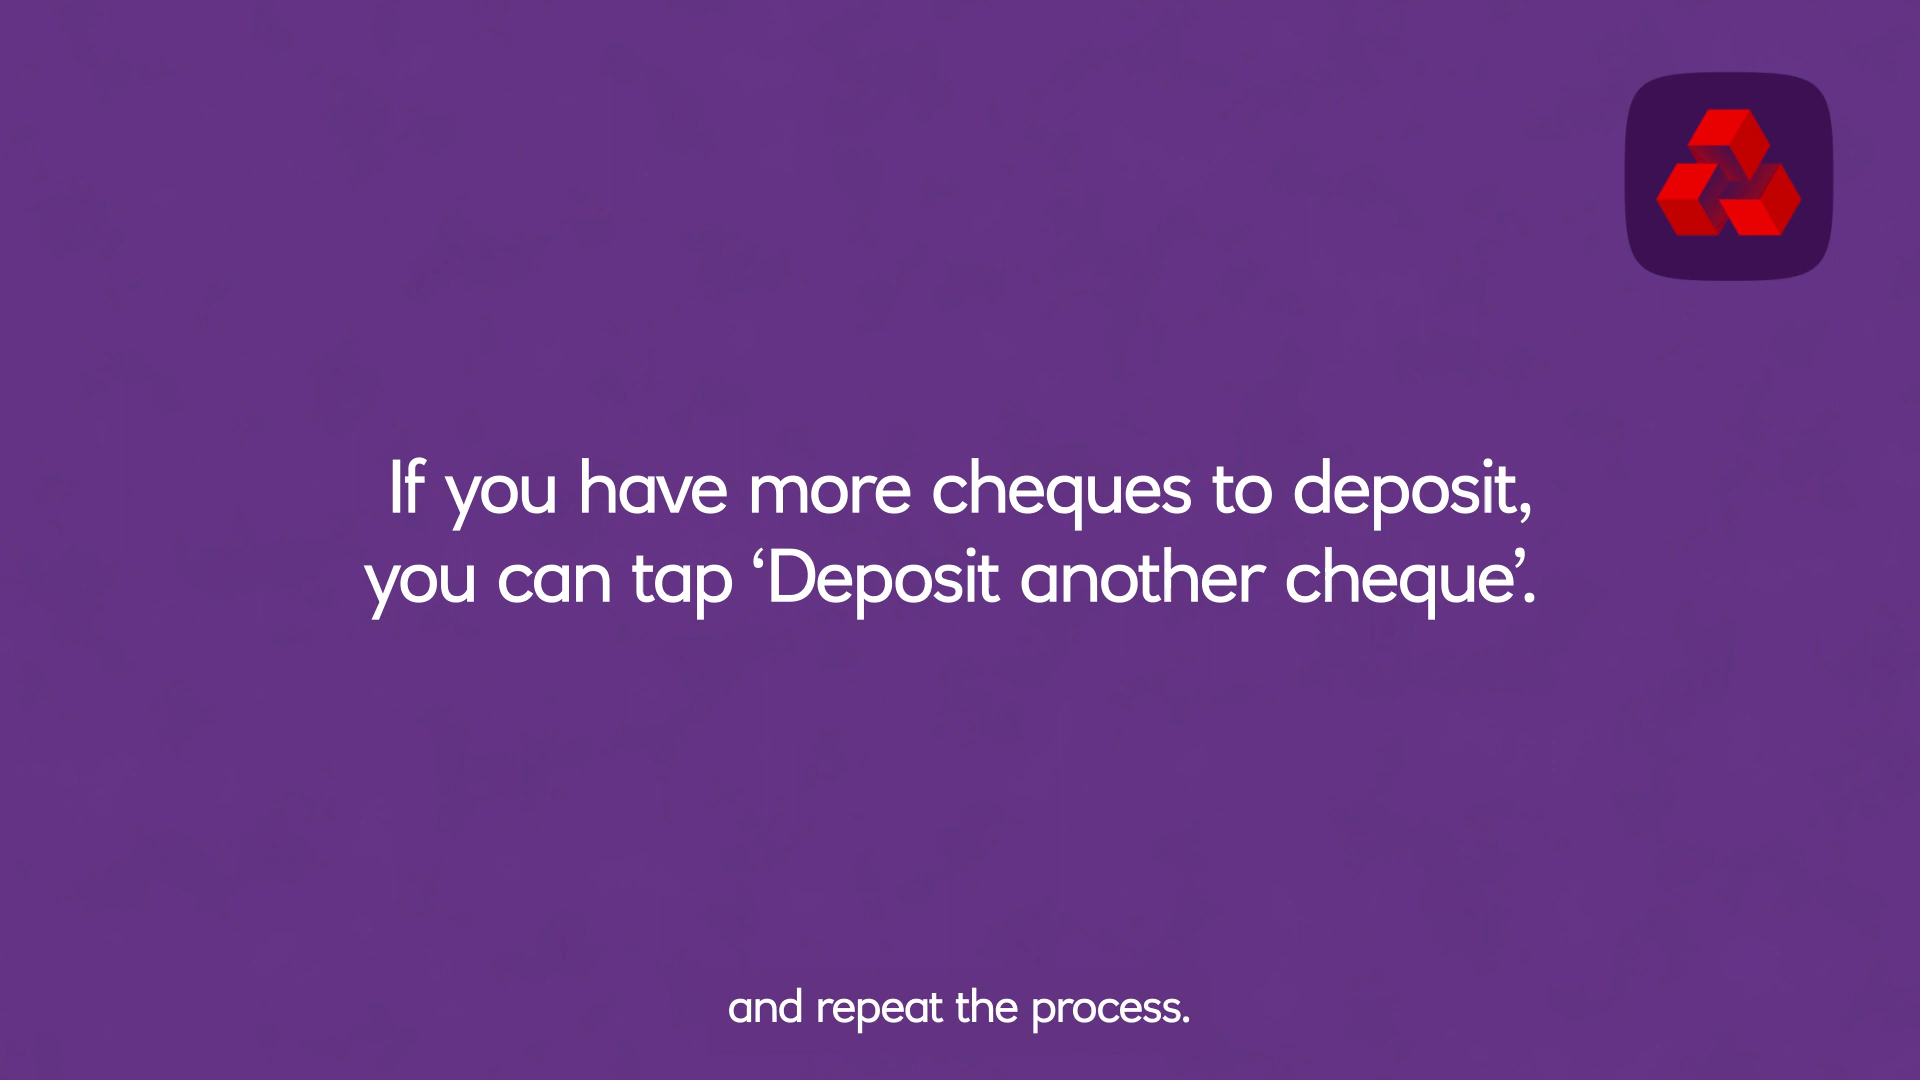 If you have more cheques to deposit,
you can tap ‘Deposit another cheque’.
and repeat the process.